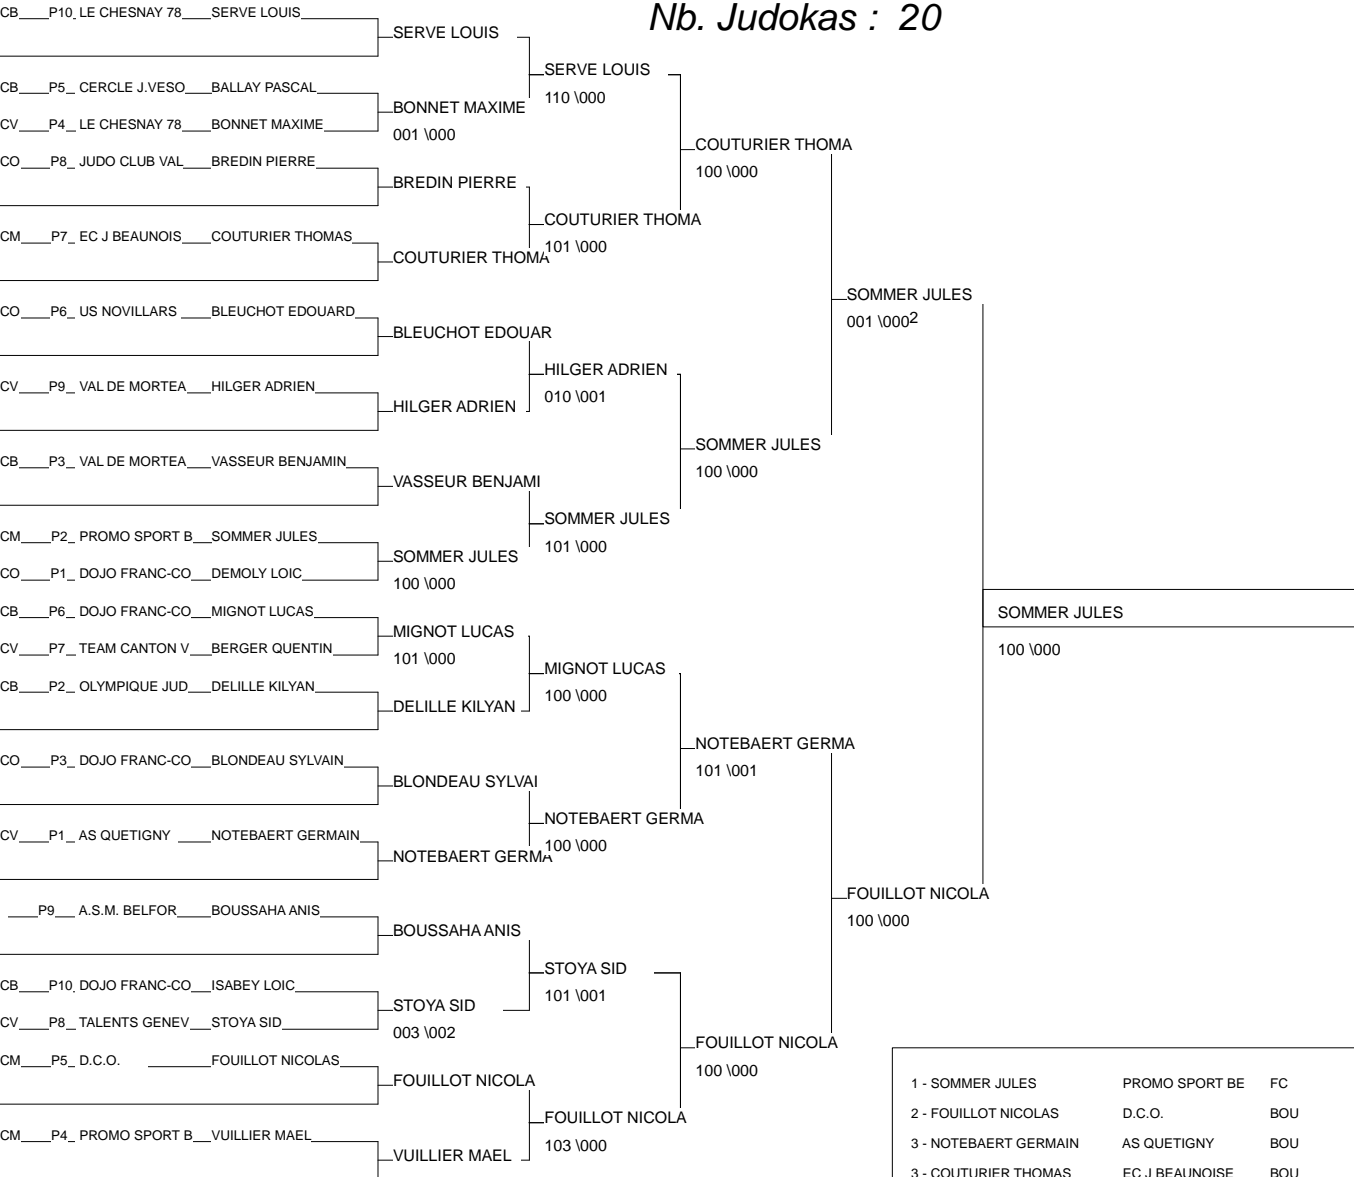 Nb. Judokas : 20
CB P10 LE CHESNAY 78 SERVE LOUIS
CB P5 CERCLE J.VESO BALLAY PASCAL
CV P4 LE CHESNAY 78 BONNET MAXIME
CO P8 JUDO CLUB VAL BREDIN PIERRE
CM P7 EC J BEAUNOIS COUTURIER THOMAS
CO P6 US NOVILLARS BLEUCHOT EDOUARD
CV P9 VAL DE MORTEA HILGER ADRIEN
CB P3 VAL DE MORTEA VASSEUR BENJAMIN
CM P2 PROMO SPORT B SOMMER JULES
CO P1 DOJO FRANC-CO DEMOLY LOIC
CB P6 DOJO FRANC-CO MIGNOT LUCAS
CV P7 TEAM CANTON V BERGER QUENTIN
CB P2 OLYMPIQUE JUD DELILLE KILYAN
CO P3 DOJO FRANC-CO BLONDEAU SYLVAIN
CV P1 AS QUETIGNY NOTEBAERT GERMAIN
P9 A.S.M. BELFOR BOUSSAHA ANIS
CB P10 DOJO FRANC-CO ISABEY LOIC
CV P8 TALENTS GENEV STOYA SID
CM P5 D.C.O. FOUILLOT NICOLAS
CM P4 PROMO SPORT B VUILLIER MAEL
SERVE LOUIS
BONNET MAXIME
001 \000
BREDIN PIERRE
COUTURIER THOMA
BLEUCHOT EDOUAR
HILGER ADRIEN
VASSEUR BENJAMI
SOMMER JULES
100 \000
MIGNOT LUCAS
101 \000
DELILLE KILYAN
BLONDEAU SYLVAI
NOTEBAERT GERMA
BOUSSAHA ANIS
STOYA SID
003 \002
FOUILLOT NICOLA
VUILLIER MAEL
SERVE LOUIS
110 \000
COUTURIER THOMA
101 \000
HILGER ADRIEN
010 \001
SOMMER JULES
101 \000
MIGNOT LUCAS
100 \000
NOTEBAERT GERMA
100 \000
STOYA SID
101 \001
FOUILLOT NICOLA
103 \000
COUTURIER THOMA
100 \000
SOMMER JULES
100 \000
NOTEBAERT GERMA
101 \001
FOUILLOT NICOLA
100 \000
SOMMER JULES
001 \0002
FOUILLOT NICOLA
100 \000
SOMMER JULES
100 \000
1 - SOMMER JULES PROMO SPORT BE FC
2 - FOUILLOT NICOLAS D.C.O. BOU
3 - NOTEBAERT GERMAIN AS QUETIGNY BOU
3 - COUTURIER THOMAS EC J BEAUNOISE BOU